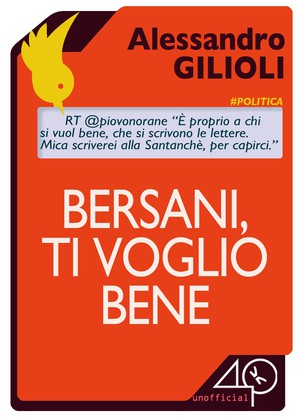 Alessandro
GILIOLI
#POLITICA
RT @piovonorane “È proprio a chi
si vuol bene, che si scrivono le lettere.
Mica scriverei alla Santanchè, per capirci.”
BERSANI,
TI VOGLIO
BENE
40K
unofficial